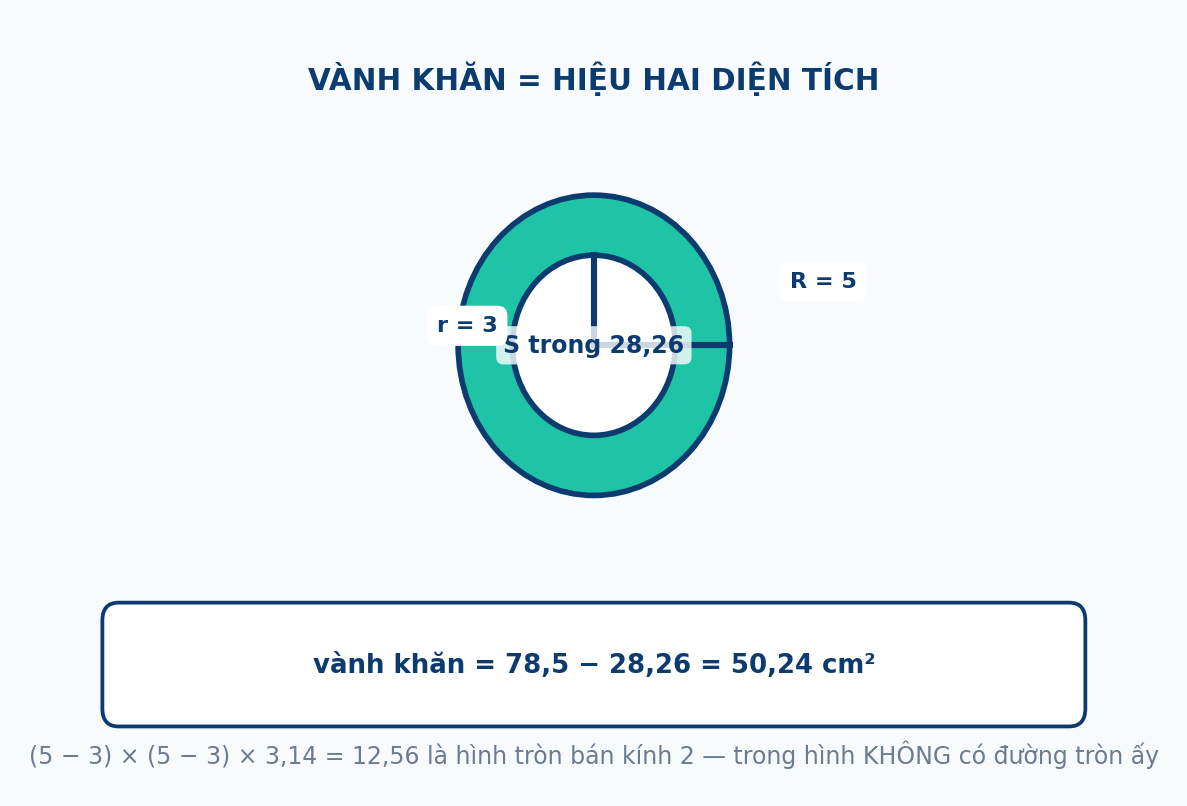 VÀNH KHĂN = HIỆU HAI DIỆN TÍCH
R = 5
r = 3
S trong 28,26
vành khăn = 78,5 − 28,26 = 50,24 cm²
(5 − 3) × (5 − 3) × 3,14 = 12,56 là hình tròn bán kính 2 — trong hình KHÔNG có đường tròn ấy